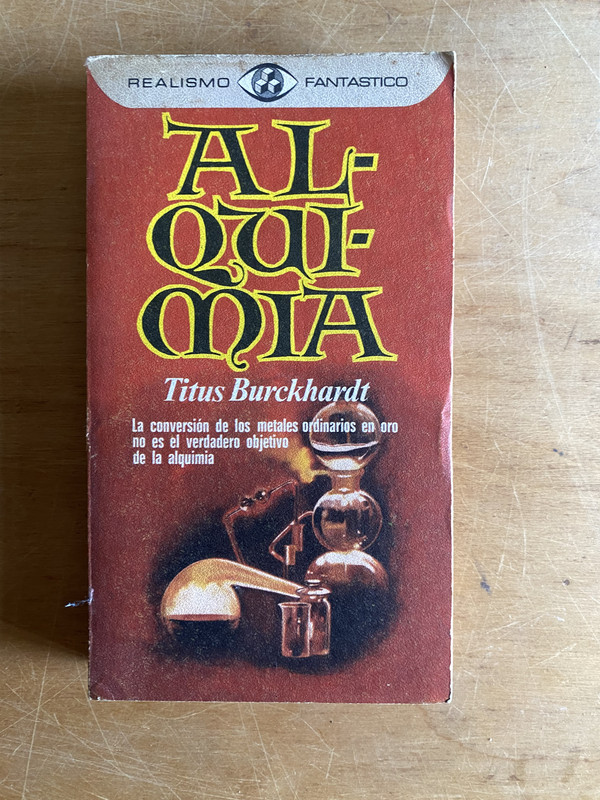 REALISMO FANTASTICO
AL-
QUI-
MIA
Titus Burckhardt
La conversión de los metales ordinarios en oro
no es el verdadero objetivo
de la alquimia